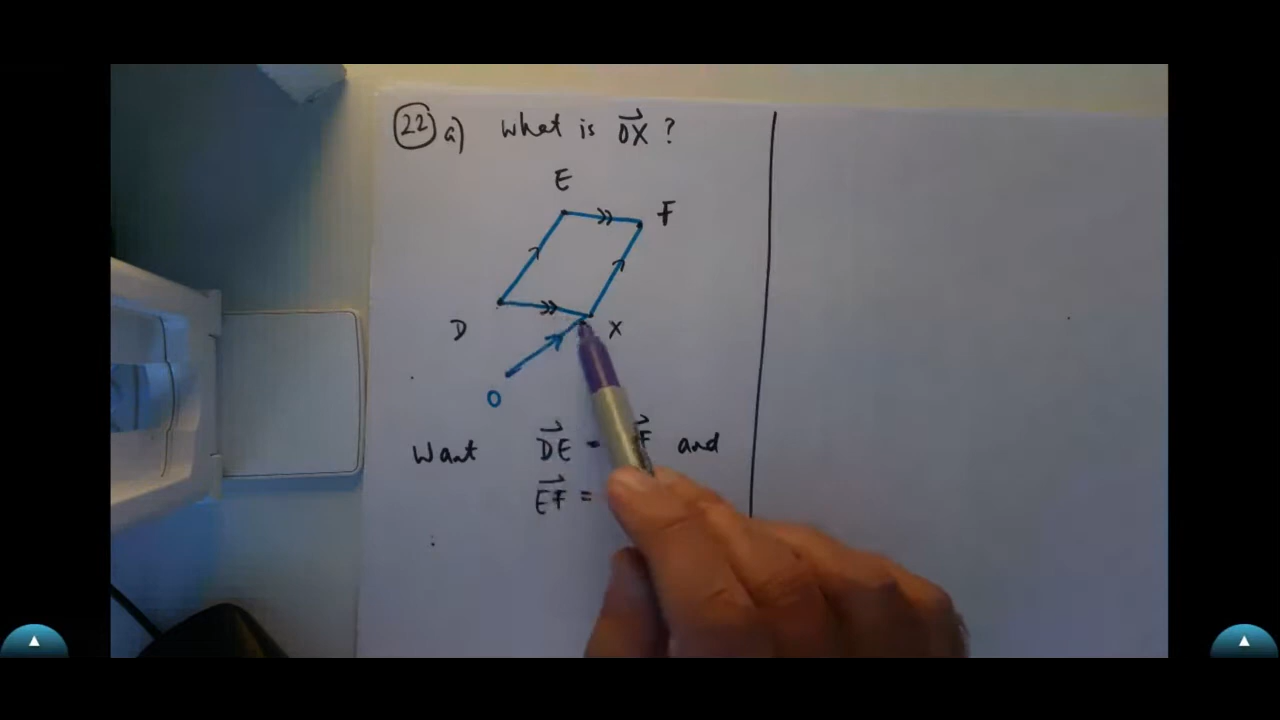 22 a) What is OX ?
E
F
D
X
O
Want DE = F and
EF =